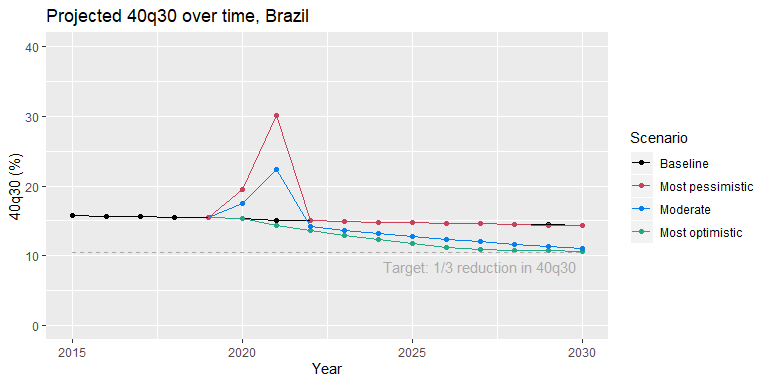 Projected 40q30 over time, Brazil
40q30 (%)
40
30
20
10
0
Target: 1/3 reduction in 40q30
2015
2020
2025
2030
Year
Scenario
Baseline
Most pessimistic
Moderate
Most optimistic